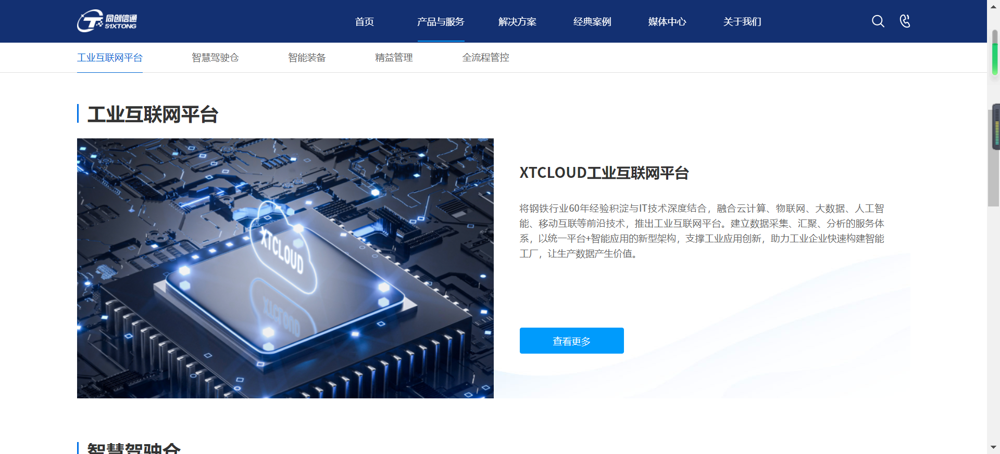 同创信通
51XTONG
首页 产品与服务 解决方案 经典案例 媒体中心 关于我们
工业互联网平台 智慧驾驶仓 智能装备 精益管理 全流程管控
工业互联网平台
XTCLOUD
XTCLOUD工业互联网平台
将钢铁行业60年经验积淀与IT技术深度结合，融合云计算、物联网、大数据、人工智
能、移动互联等前沿技术，推出工业互联网平台。建立数据采集、汇聚、分析的服务体
系，以统一平台+智能应用的新型架构，支撑工业应用创新，助力工业企业快速构建智能
工厂，让生产数据产生价值。
查看更多
智慧驾驶仓